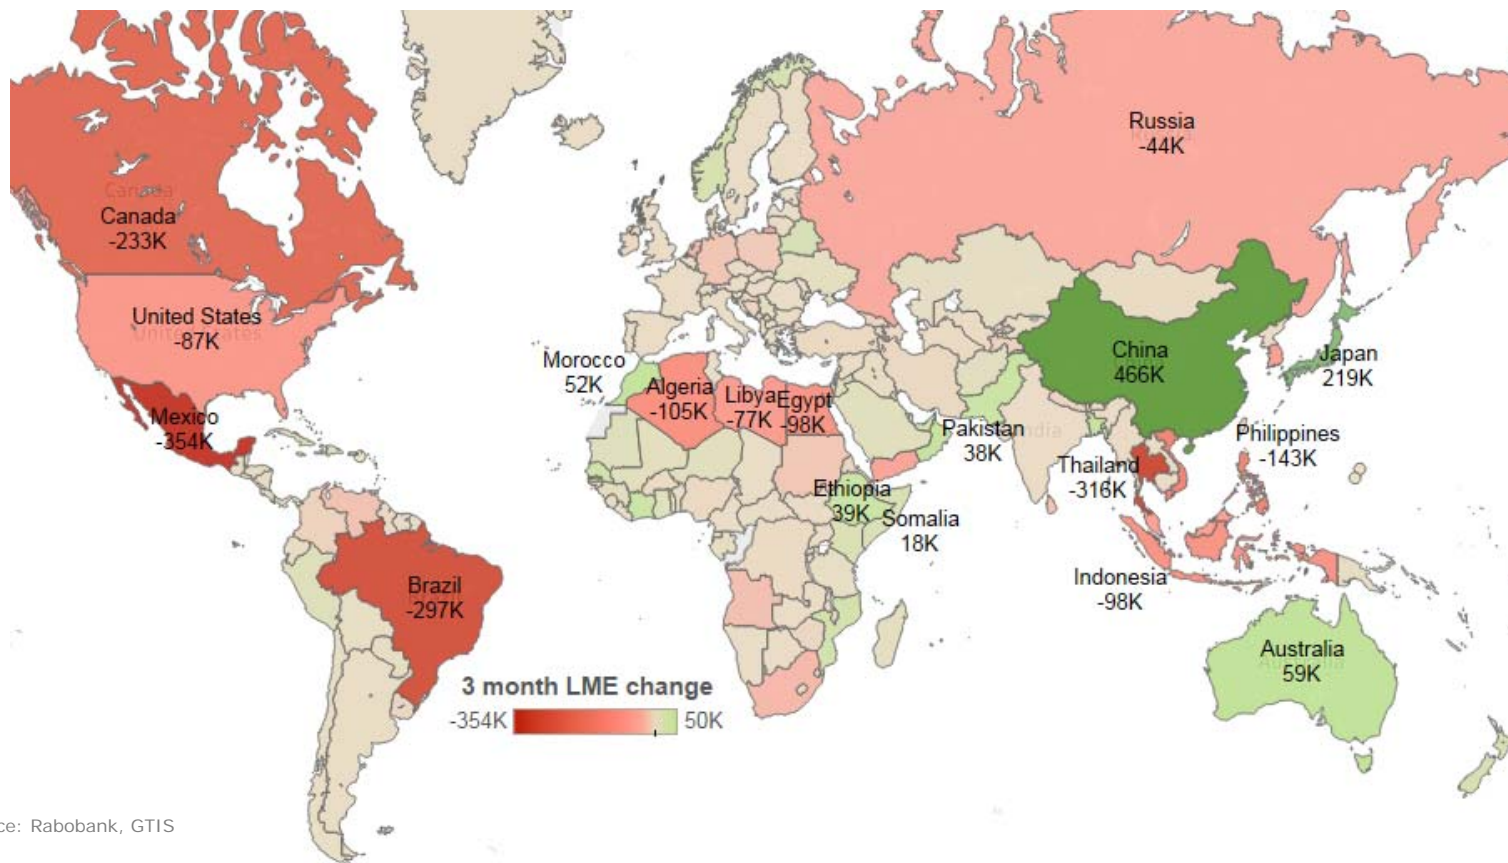 Russia
-44K
Canada
Canada
-233K
United States
-87K
China
466K
Japan
219K
Morocco
52K
Algeria
-105K
Libya
-77K
Egypt
-98K
Mexico
-354K
Pakistan
38K
India
Philippines
-143K
Thailand
-316K
Ethiopia
39K
Somalia
18K
Indonesia
-98K
Brazil
-297K
Australia
59K
3 month LME change
-354K
50K
ce: Rabobank, GTIS